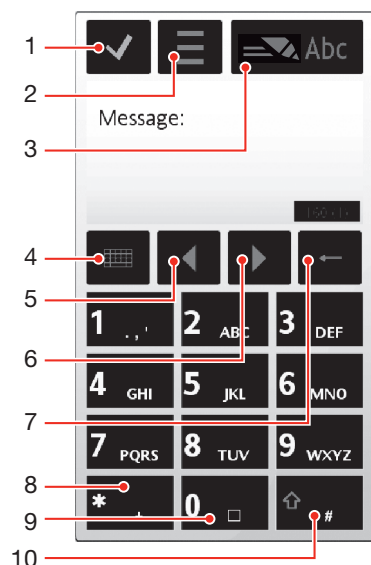 1
2
3
Abc
Message:
4
5
6
7
1 . , '
2 ABC
3 DEF
4 GHI
5 JKL
6 MNO
7 PQRS
8 TUV
9 WXYZ
8
* +
9
0
#
10